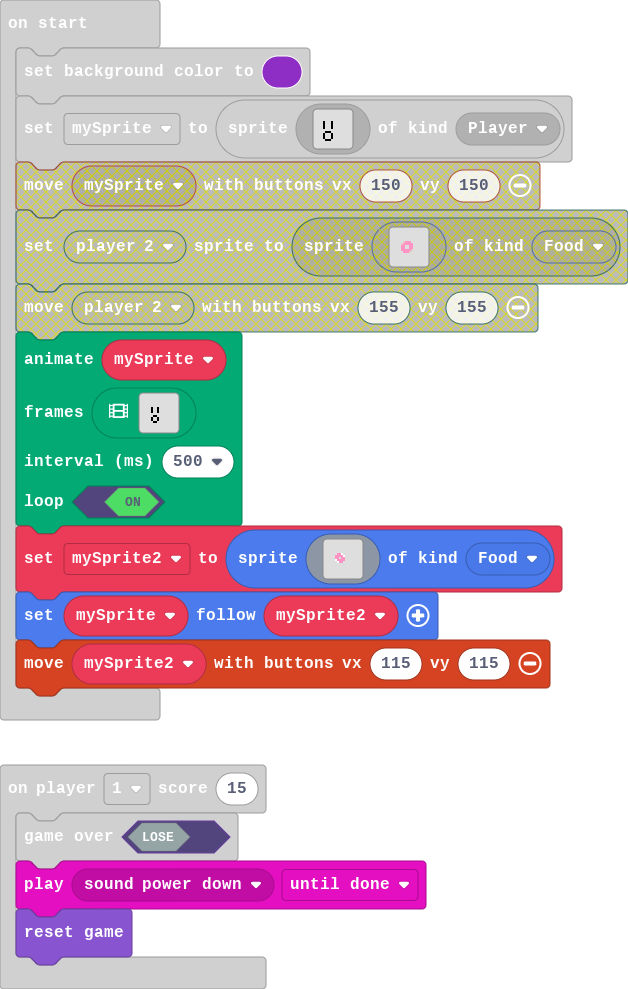 on start
set background color to
set mySprite to sprite of kind Player
move mySprite with buttons vx 150 vy 150
set player 2 sprite to sprite of kind Food
move player 2 with buttons vx 155 vy 155
animate mySprite
frames
interval (ms) 500
loop ON
set mySprite2 to sprite of kind Food
set mySprite follow mySprite2
move mySprite2 with buttons vx 115 vy 115
on player 1 score 15
game over LOSE
play sound power down until done
reset game